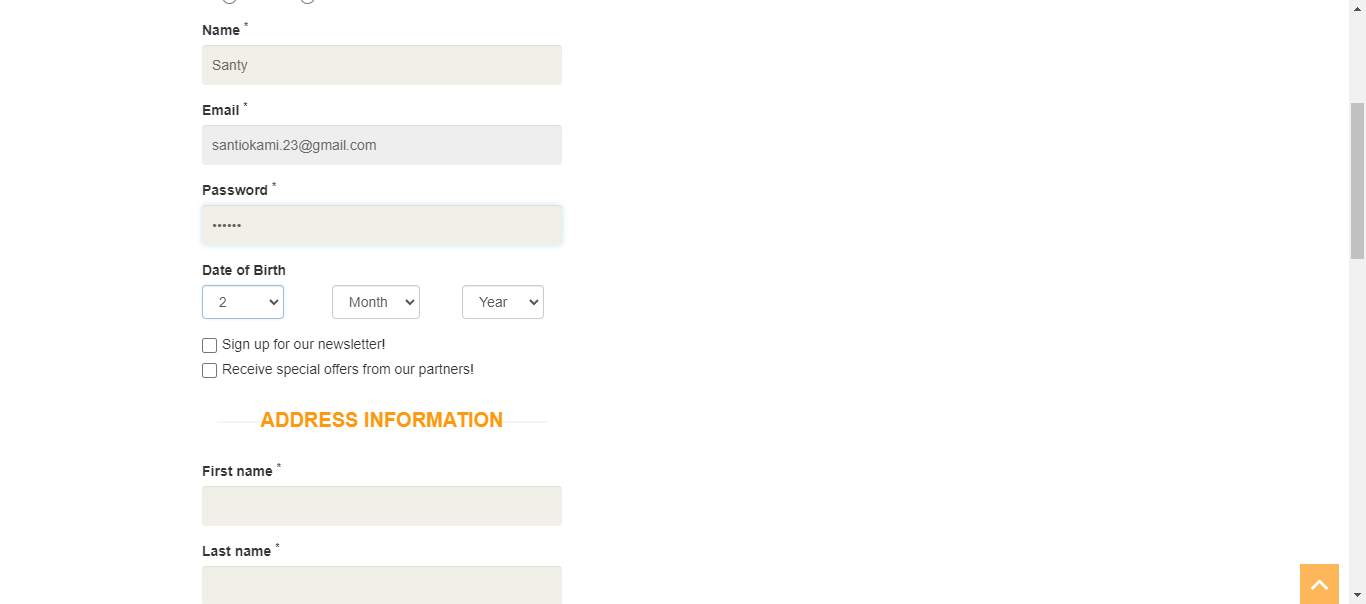 Name *
Santy
Email *
santiokami.23@gmail.com
Password *
••••••
Date of Birth
2 Month Year
Sign up for our newsletter!
Receive special offers from our partners!
ADDRESS INFORMATION
First name *
Last name *